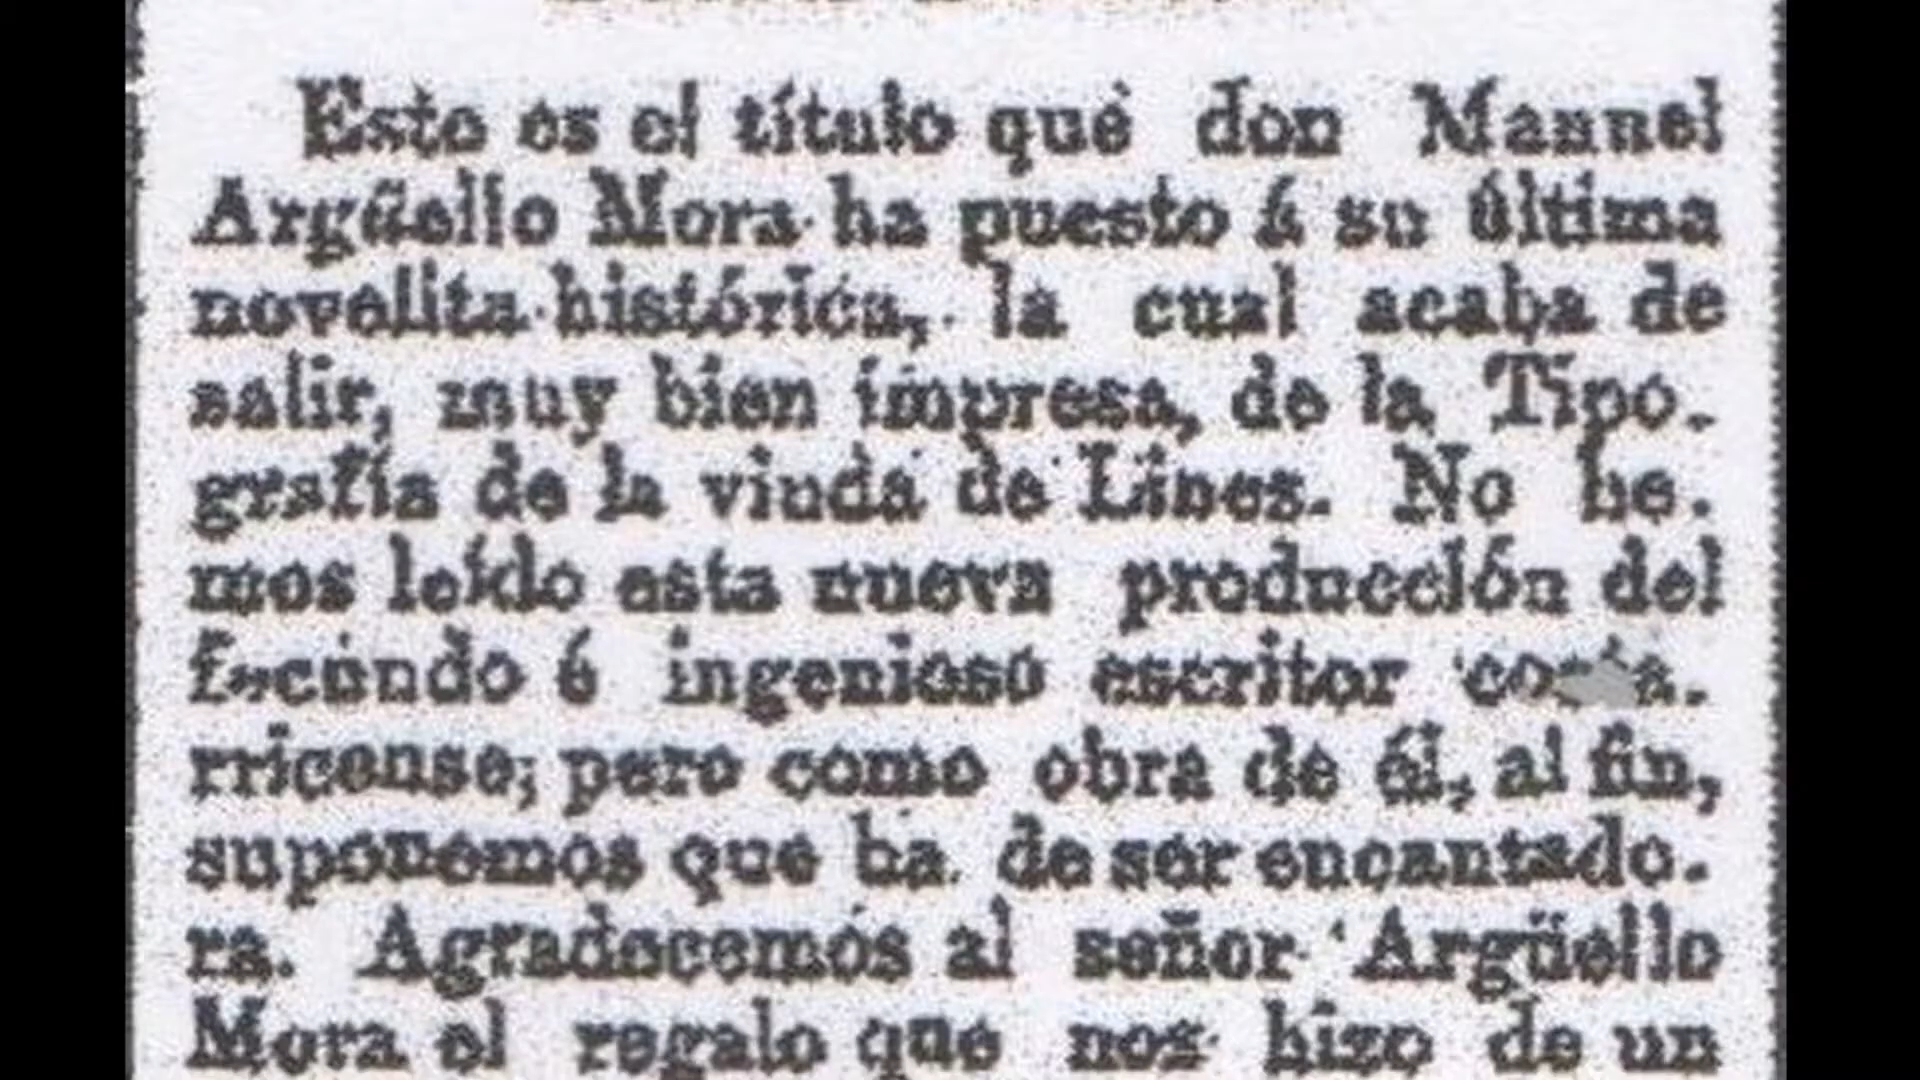 Este es el título que don Manuel
Argüello Mora ha puesto á su última
novelita histórica, la cual acaba de
salir, muy bien impresa, de la Tipo-
grafía de la viuda de Lines. No he-
mos leído esta nueva producción del
fecundo é ingenioso escritor costa-
rricense; pero como obra de él, al fin,
suponemos que ha de ser encantado-
ra. Agradecemos al señor Argüello
Mora el regalo que nos hizo de un